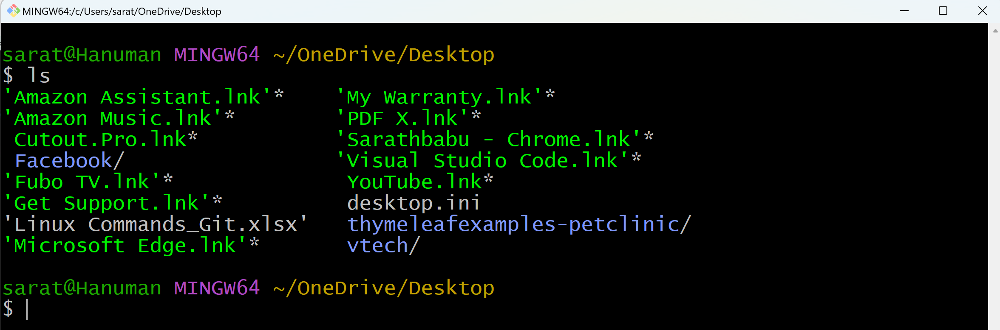 MINGW64:/c/Users/sarat/OneDrive/Desktop
sarat@Hanuman MINGW64 ~/OneDrive/Desktop
$ ls
'Amazon Assistant.lnk'*    'My Warranty.lnk'*
'Amazon Music.lnk'*        'PDF X.lnk'*
 Cutout.Pro.lnk*           'Sarathbabu - Chrome.lnk'*
 Facebook/                 'Visual Studio Code.lnk'*
'Fubo TV.lnk'*              YouTube.lnk*
'Get Support.lnk'*          desktop.ini
'Linux Commands_Git.xlsx'   thymeleafexamples-petclinic/
'Microsoft Edge.lnk'*       vtech/
sarat@Hanuman MINGW64 ~/OneDrive/Desktop
$